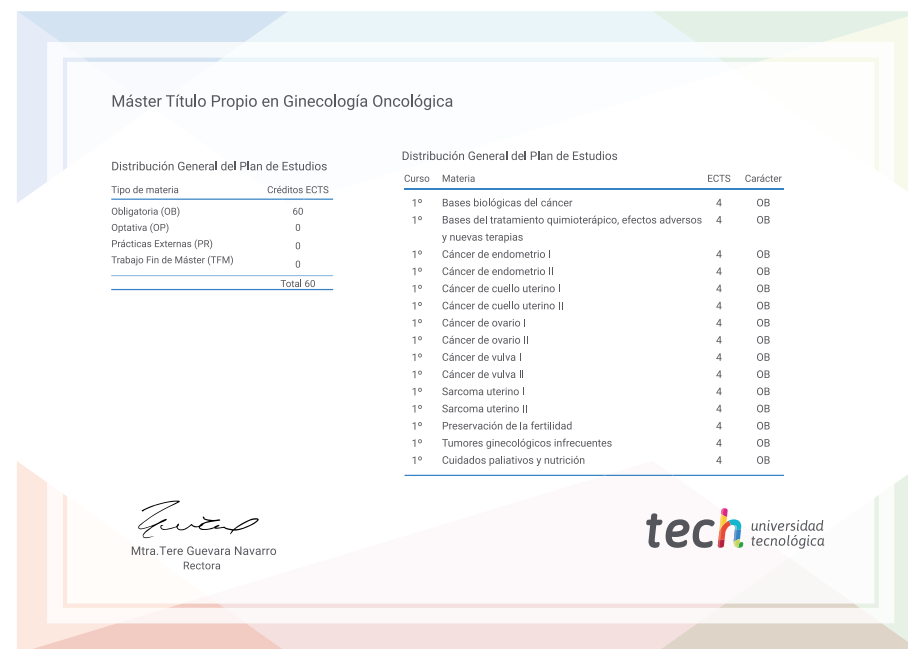 Máster Título Propio en Ginecología Oncológica
Distribución General del Plan de Estudios
Tipo de materia Créditos ECTS
Obligatoria (OB) 60
Optativa (OP) 0
Prácticas Externas (PR) 0
Trabajo Fin de Máster (TFM) 0
Total 60
Distribución General del Plan de Estudios
Curso Materia ECTS Carácter
1º Bases biológicas del cáncer 4 OB
1º Bases del tratamiento quimioterápico, efectos adversos 4 OB
y nuevas terapias
1º Cáncer de endometrio I 4 OB
1º Cáncer de endometrio II 4 OB
1º Cáncer de cuello uterino I 4 OB
1º Cáncer de cuello uterino II 4 OB
1º Cáncer de ovario I 4 OB
1º Cáncer de ovario II 4 OB
1º Cáncer de vulva I 4 OB
1º Cáncer de vulva II 4 OB
1º Sarcoma uterino I 4 OB
1º Sarcoma uterino II 4 OB
1º Preservación de la fertilidad 4 OB
1º Tumores ginecológicos infrecuentes 4 OB
1º Cuidados paliativos y nutrición 4 OB
Mtra.Tere Guevara Navarro
Rectora
tech universidad
tecnológica